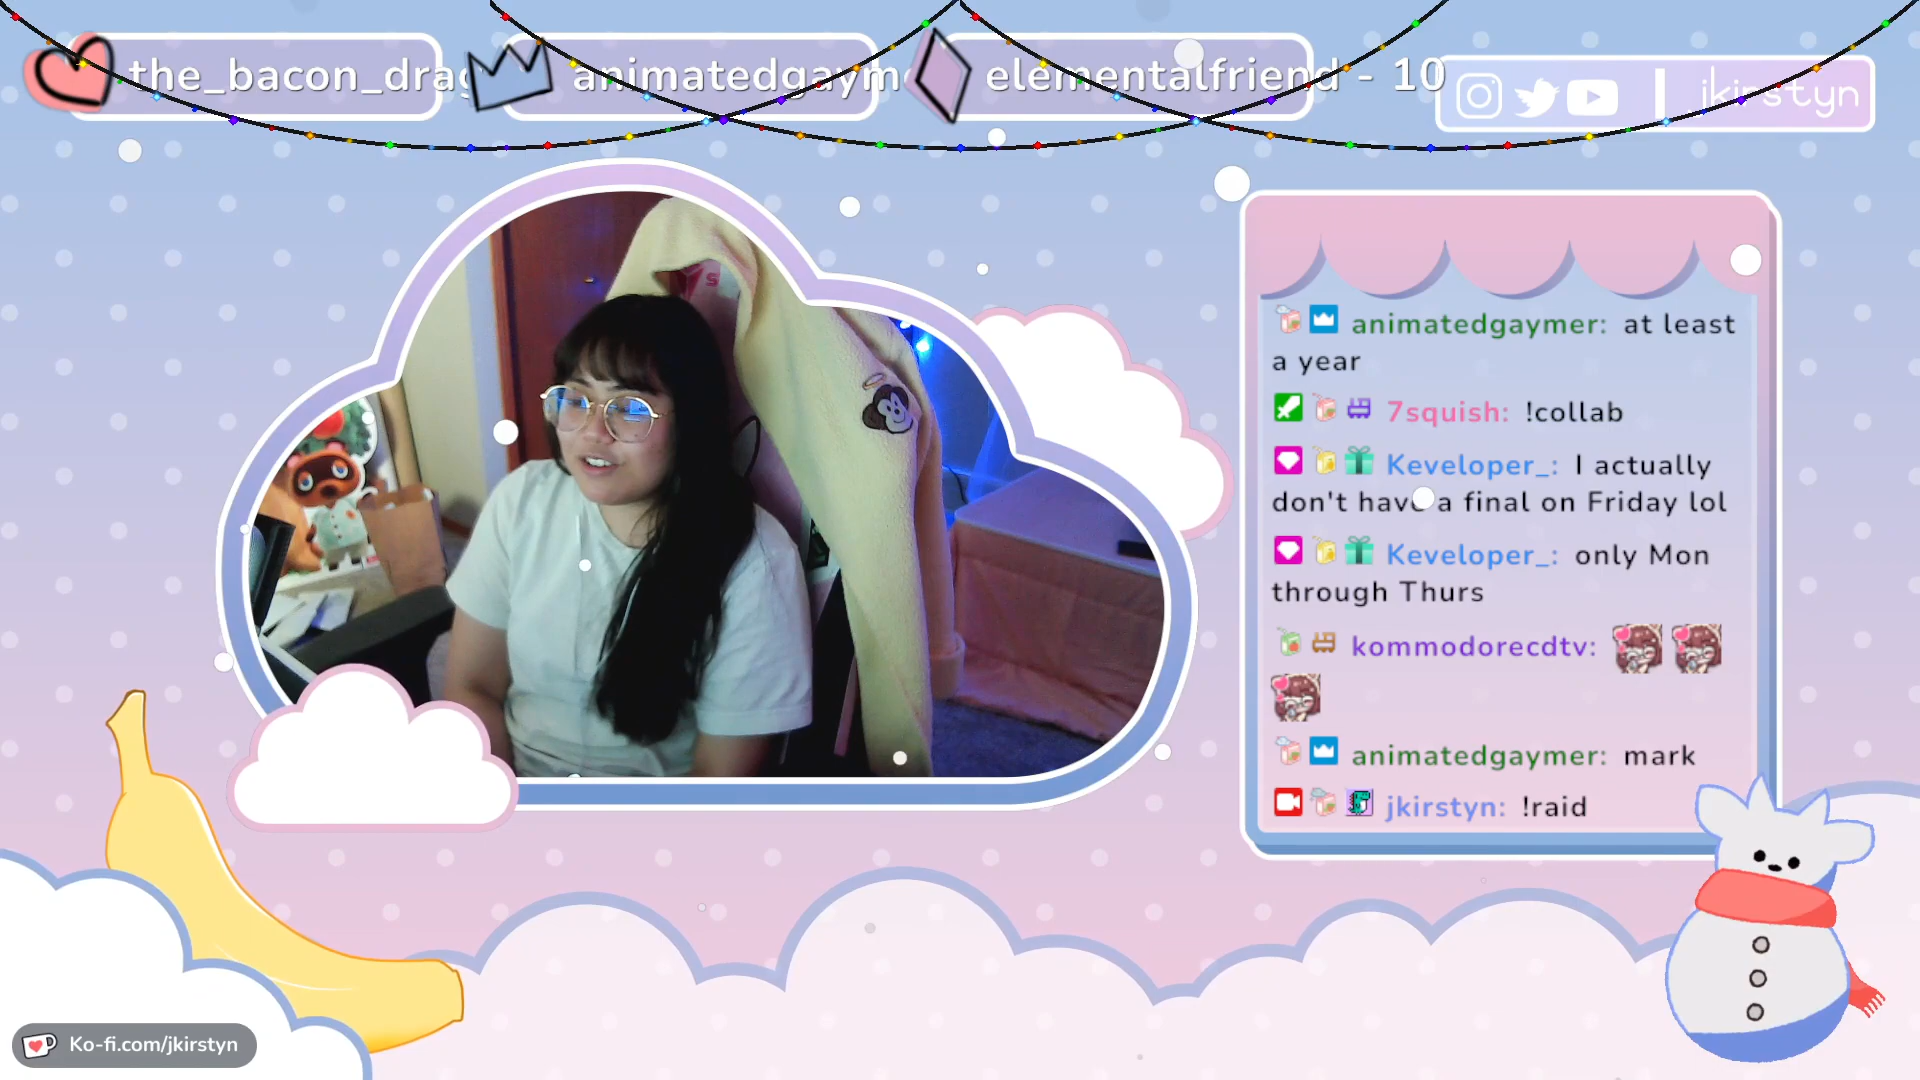 the_bacon_drag
animatedgaym
elementalfriend - 10
jkirstyn
animatedgaymer: at least
a year
7squish: !collab
Keveloper_: I actually
don't have a final on Friday lol
Keveloper_: only Mon
through Thurs
kommodorecdtv:
animatedgaymer: mark
jkirstyn: !raid
Ko-fi.com/jkirstyn